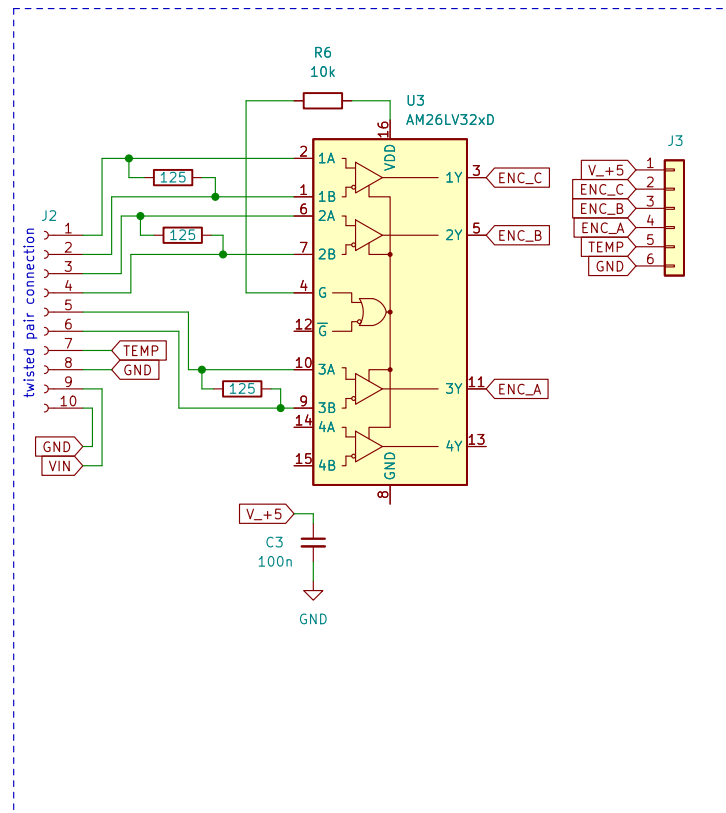 R6
10k
U3
AM26LV32xD
16
VDD
2
1A
1Y
3
ENC_C
125
1
1B
6
2A
2Y
5
ENC_B
125
7
2B
4
G
12
G
10
3A
3Y
11
ENC_A
125
9
3B
14
4A
4Y
13
15
4B
GND
8
J2
twisted pair connection
1
2
3
4
5
6
7
TEMP
8
GND
9
10
GND
VIN
J3
V_+5
1
ENC_C
2
ENC_B
3
ENC_A
4
TEMP
5
GND
6
V_+5
C3
100n
GND